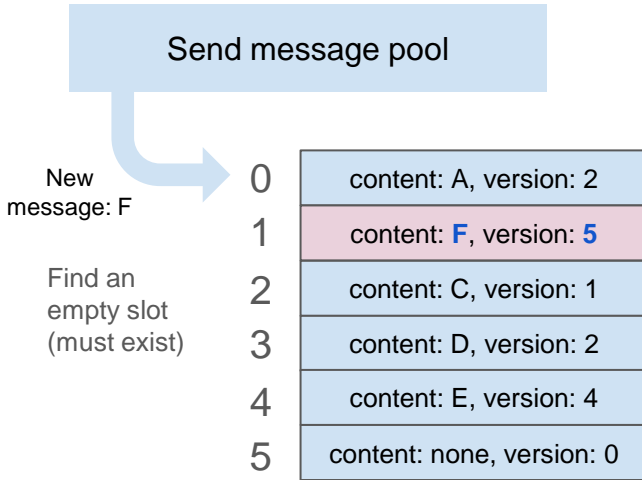 Send message pool
New
message: F
Find an
empty slot
(must exist)
0 content: A, version: 2
1 content: F, version: 5
2 content: C, version: 1
3 content: D, version: 2
4 content: E, version: 4
5 content: none, version: 0